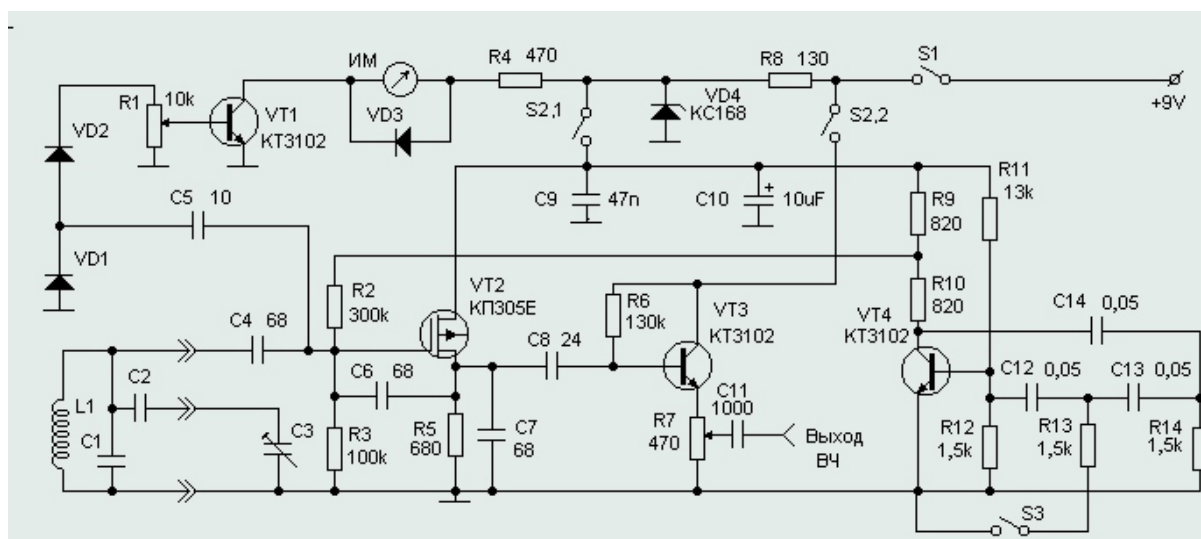 ИМ
R4 470
R8 130
S1
+9V
R1
10k
VT1
КТ3102
VD3
S2,1
VD4
КС168
S2,2
VD2
C5 10
C9
47n
C10
+
10uF
R9
820
R11
13k
VD1
R2
300k
VT2
КП305Е
R6
130k
VT3
КТ3102
R10
820
VT4
КТ3102
C14 0,05
C4 68
C8 24
C6 68
C12 0,05
C13 0,05
L1
C2
C1
C3
R3
100k
R5
680
C7
68
R7
470
C11
1000
Выход
ВЧ
R12
1,5k
R13
1,5k
R14
1,5k
S3